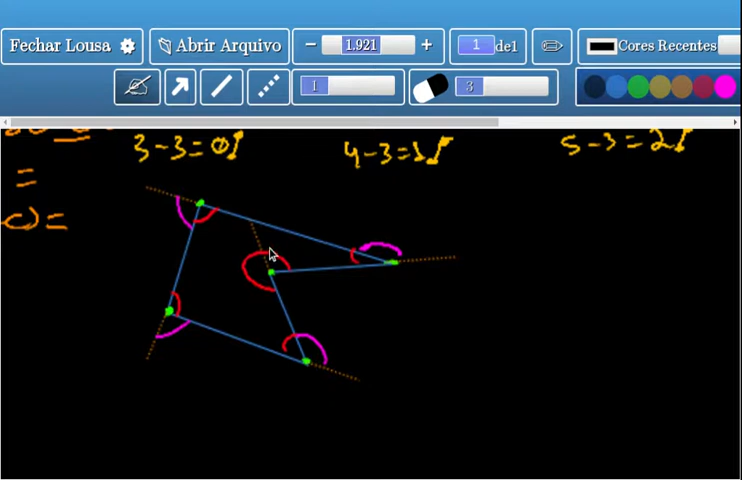 Fechar Lousa
Abrir Arquivo
− 1.921 +
1 de1
Cores Recentes
1
3
3-3=0
4-3=1
5-3=2
=
c)=